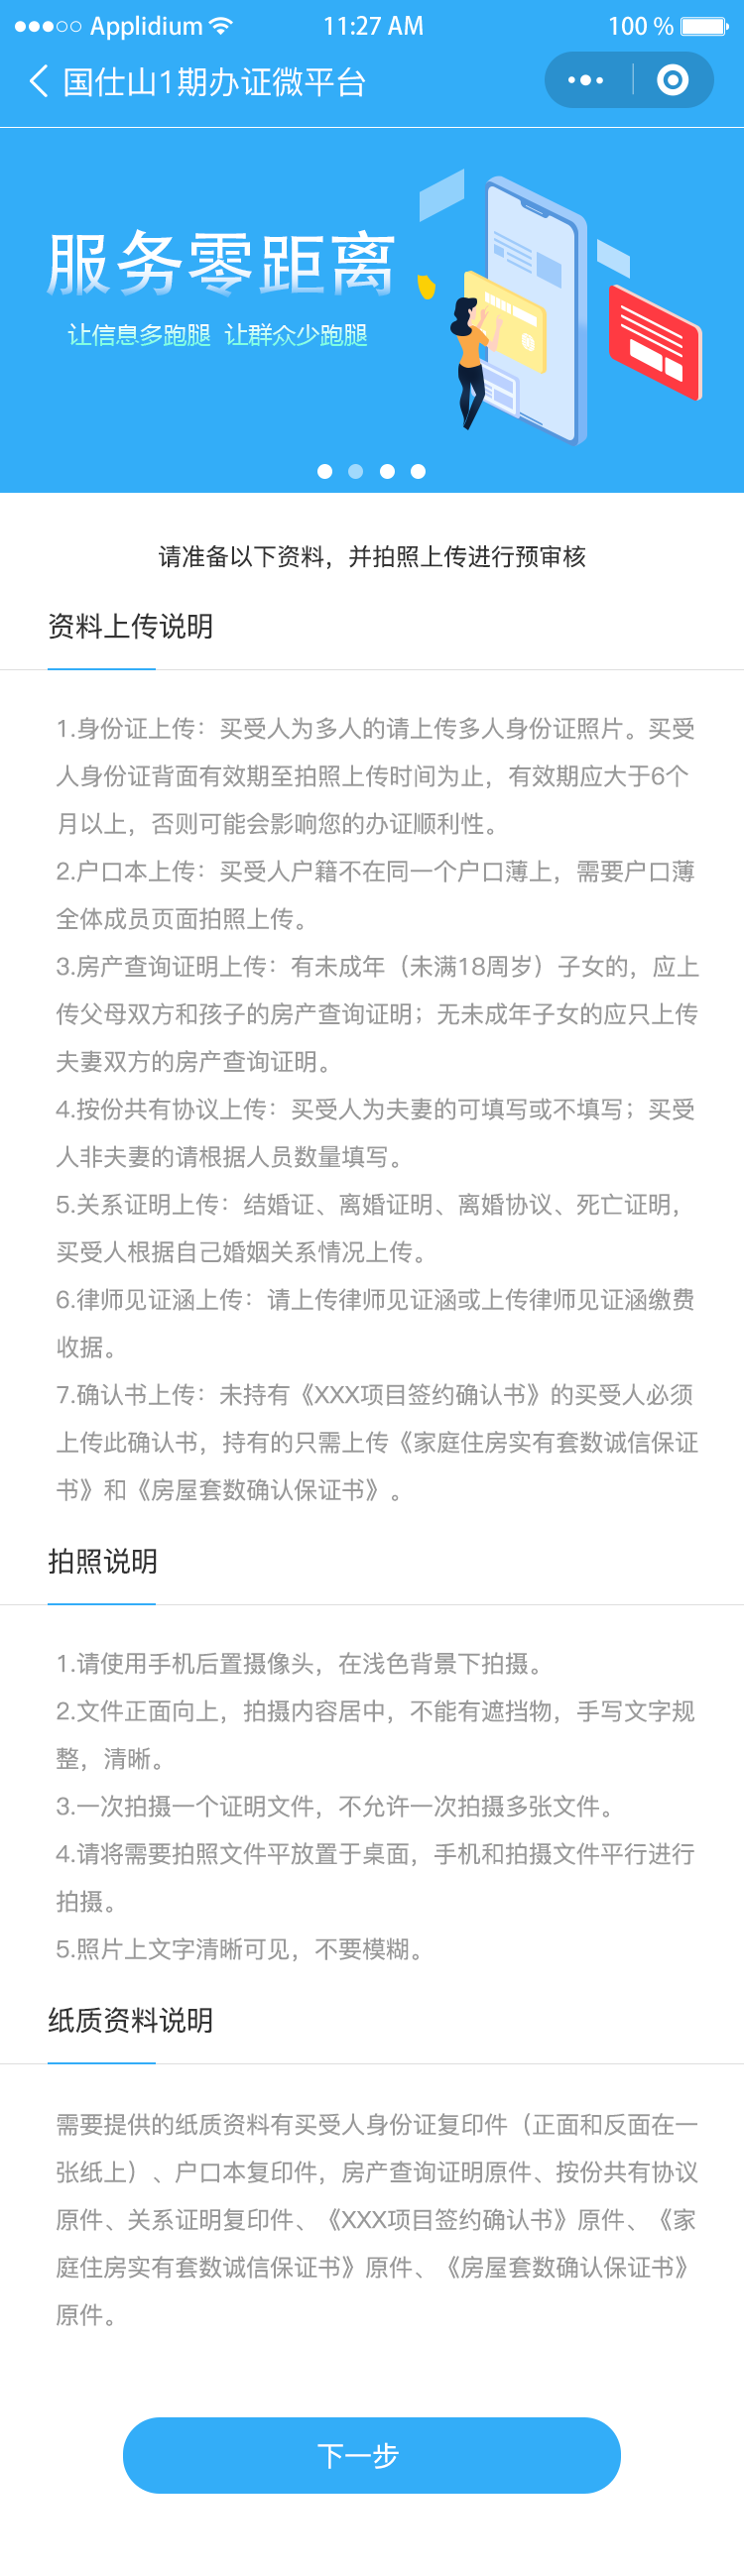 Applidium 11:27 AM 100 %
国仕山1期办证微平台
服务零距离
让信息多跑腿 让群众少跑腿
请准备以下资料，并拍照上传进行预审核
资料上传说明
1.身份证上传：买受人为多人的请上传多人身份证照片。买受
人身份证背面有效期至拍照上传时间为止，有效期应大于6个
月以上，否则可能会影响您的办证顺利性。
2.户口本上传：买受人户籍不在同一个户口薄上，需要户口薄
全体成员页面拍照上传。
3.房产查询证明上传：有未成年（未满18周岁）子女的，应上
传父母双方和孩子的房产查询证明；无未成年子女的应只上传
夫妻双方的房产查询证明。
4.按份共有协议上传：买受人为夫妻的可填写或不填写；买受
人非夫妻的请根据人员数量填写。
5.关系证明上传：结婚证、离婚证明、离婚协议、死亡证明，
买受人根据自己婚姻关系情况上传。
6.律师见证涵上传：请上传律师见证涵或上传律师见证涵缴费
收据。
7.确认书上传：未持有《XXX项目签约确认书》的买受人必须
上传此确认书，持有的只需上传《家庭住房实有套数诚信保证
书》和《房屋套数确认保证书》。
拍照说明
1.请使用手机后置摄像头，在浅色背景下拍摄。
2.文件正面向上，拍摄内容居中，不能有遮挡物，手写文字规
整，清晰。
3.一次拍摄一个证明文件，不允许一次拍摄多张文件。
4.请将需要拍照文件平放置于桌面，手机和拍摄文件平行进行
拍摄。
5.照片上文字清晰可见，不要模糊。
纸质资料说明
需要提供的纸质资料有买受人身份证复印件（正面和反面在一
张纸上）、户口本复印件，房产查询证明原件、按份共有协议
原件、关系证明复印件、《XXX项目签约确认书》原件、《家
庭住房实有套数诚信保证书》原件、《房屋套数确认保证书》
原件。
下一步